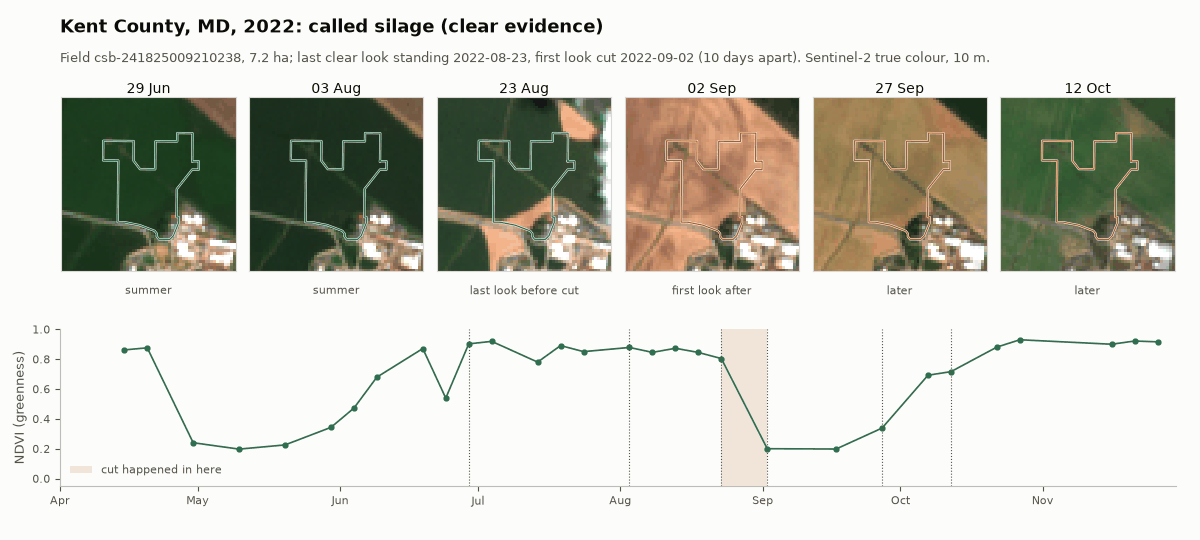 Kent County, MD, 2022: called silage (clear evidence)
Field csb-241825009210238, 7.2 ha; last clear look standing 2022-08-23, first look cut 2022-09-02 (10 days apart). Sentinel-2 true colour, 10 m.
29 Jun
03 Aug
23 Aug
02 Sep
27 Sep
12 Oct
summer
summer
last look before cut
first look after
later
later
NDVI (greenness)
1.0
0.8
0.6
0.4
0.2
0.0
cut happened in here
Apr
May
Jun
Jul
Aug
Sep
Oct
Nov